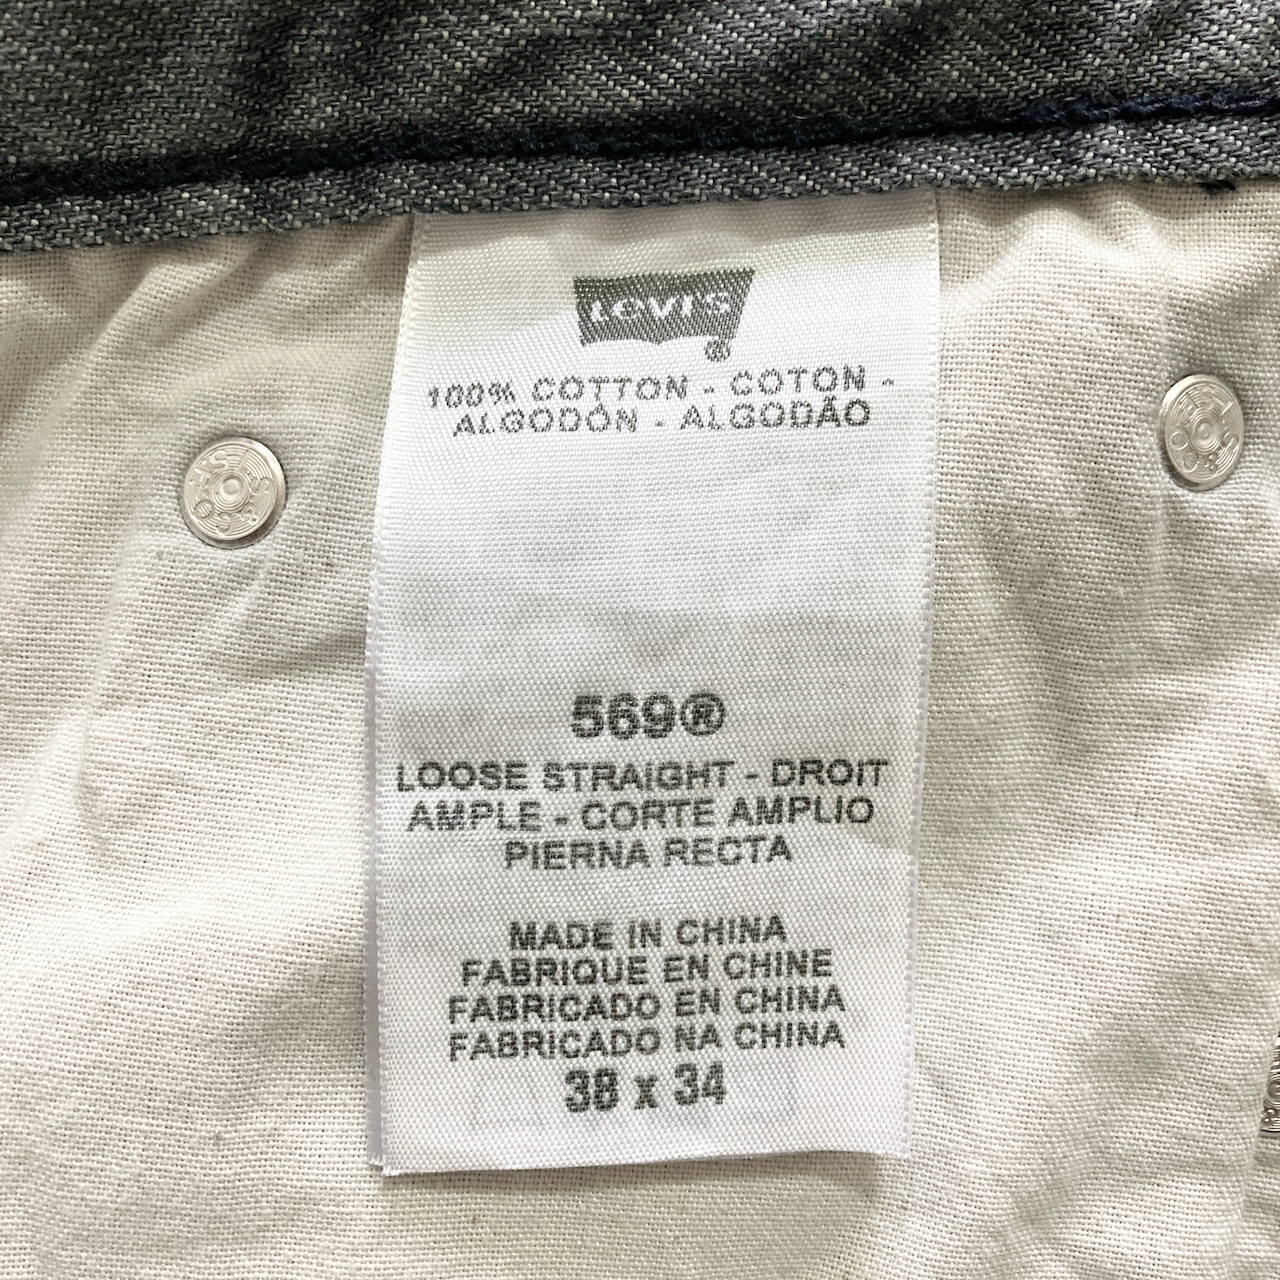 Levi's
®
100% COTTON - COTON -
ALGODÓN - ALGODÃO
569®
LOOSE STRAIGHT - DROIT
AMPLE - CORTE AMPLIO
PIERNA RECTA
MADE IN CHINA
FABRIQUE EN CHINE
FABRICADO EN CHINA
FABRICADO NA CHINA
38 x 34